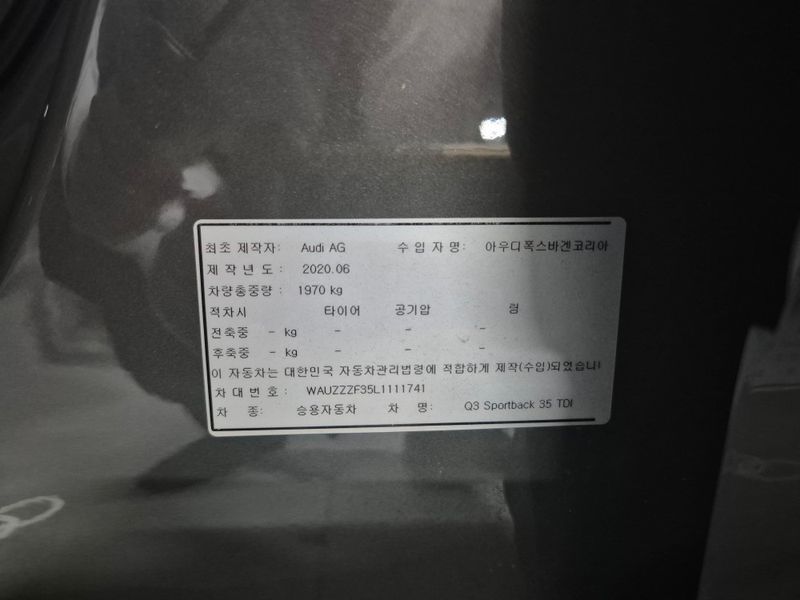 최초 제작자: Audi AG 수 입 자 명: 아우디폭스바겐코리아
제 작 년 도 : 2020.06
차량총중량 : 1970 kg
적차시 타이어 공기압 림
전축중 - kg - - -
후축중 - kg - - -
이 자동차는 대한민국 자동차관리법령에 적합하게 제작(수입)되었습니
차 대 번 호 : WAUZZZF35L1111741
차 종: 승용자동차 차 명: Q3 Sportback 35 TDI